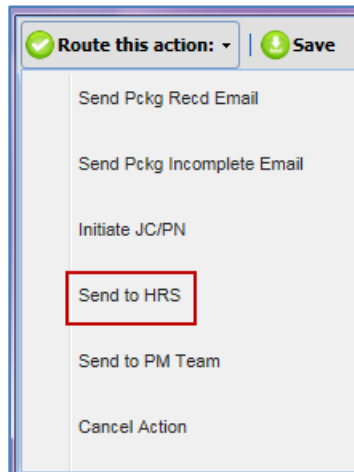 Route this action: Save
Send Pckg Recd Email
Send Pckg Incomplete Email
Initiate JC/PN
Send to HRS
Send to PM Team
Cancel Action